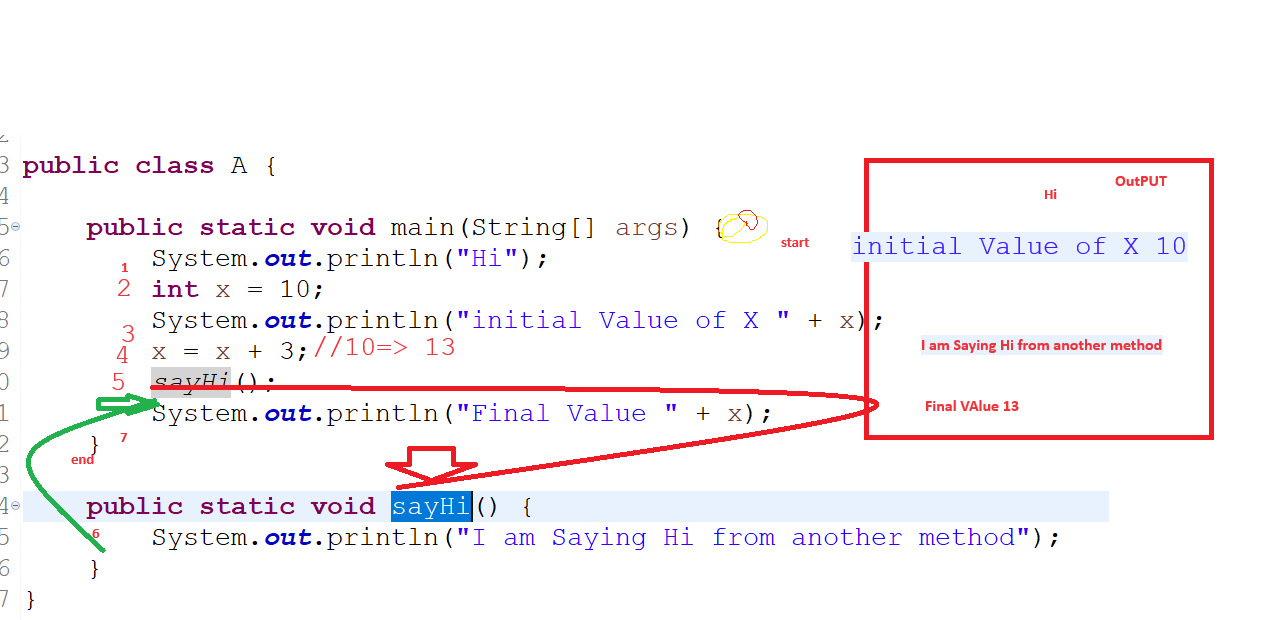 3 public class A {
4
5 public static void main(String[] args) { start
6 1 System.out.println("Hi");
7 2 int x = 10;
8 3 System.out.println("initial Value of X " + x);
9 4 x = x + 3;//10=> 13
0 5 sayHi();
1 System.out.println("Final Value " + x);
2 } 7
end
3
4 public static void sayHi() {
5 6 System.out.println("I am Saying Hi from another method");
6 }
7 }
OutPUT
Hi
initial Value of X 10
I am Saying Hi from another method
Final VAlue 13